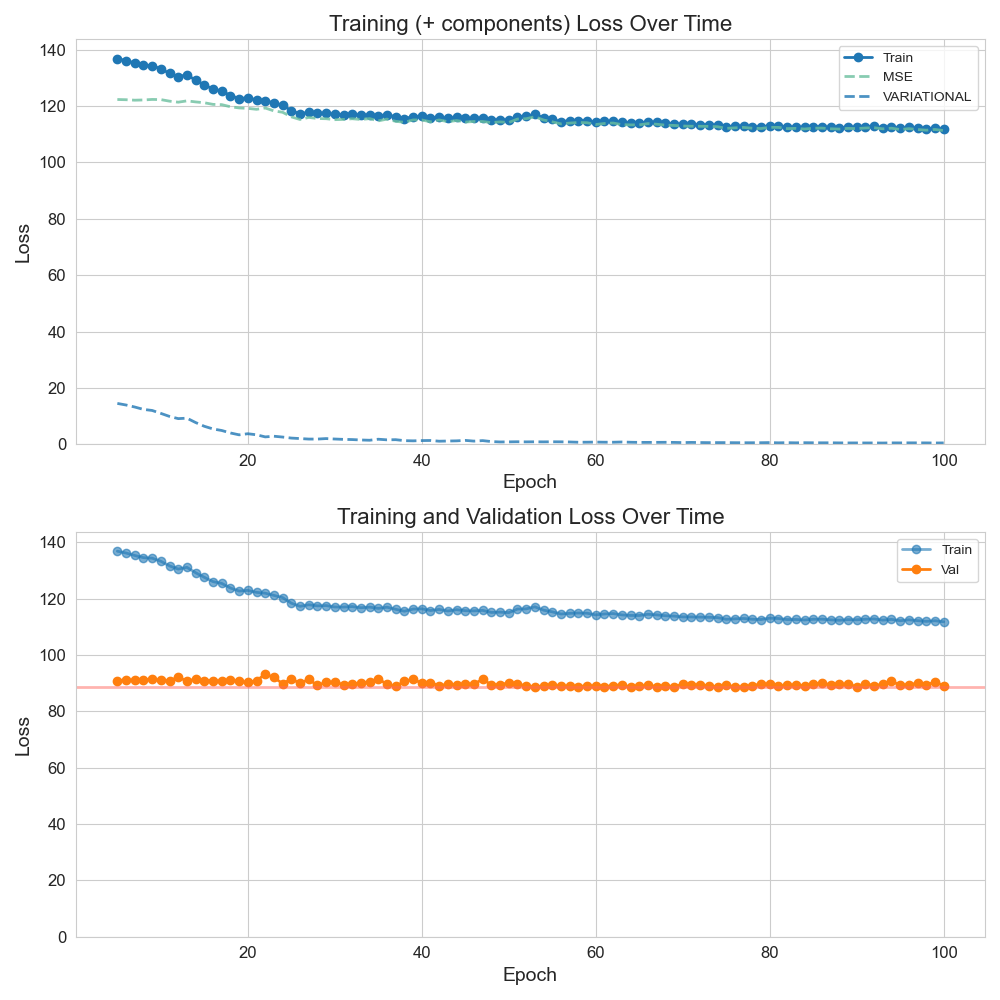 Training (+ components) Loss Over Time
140
120
100
80
60
40
20
0
Loss
Train
MSE
VARIATIONAL
20 40 60 80 100
Epoch
Training and Validation Loss Over Time
140
120
100
80
60
40
20
0
Loss
Train
Val
20 40 60 80 100
Epoch